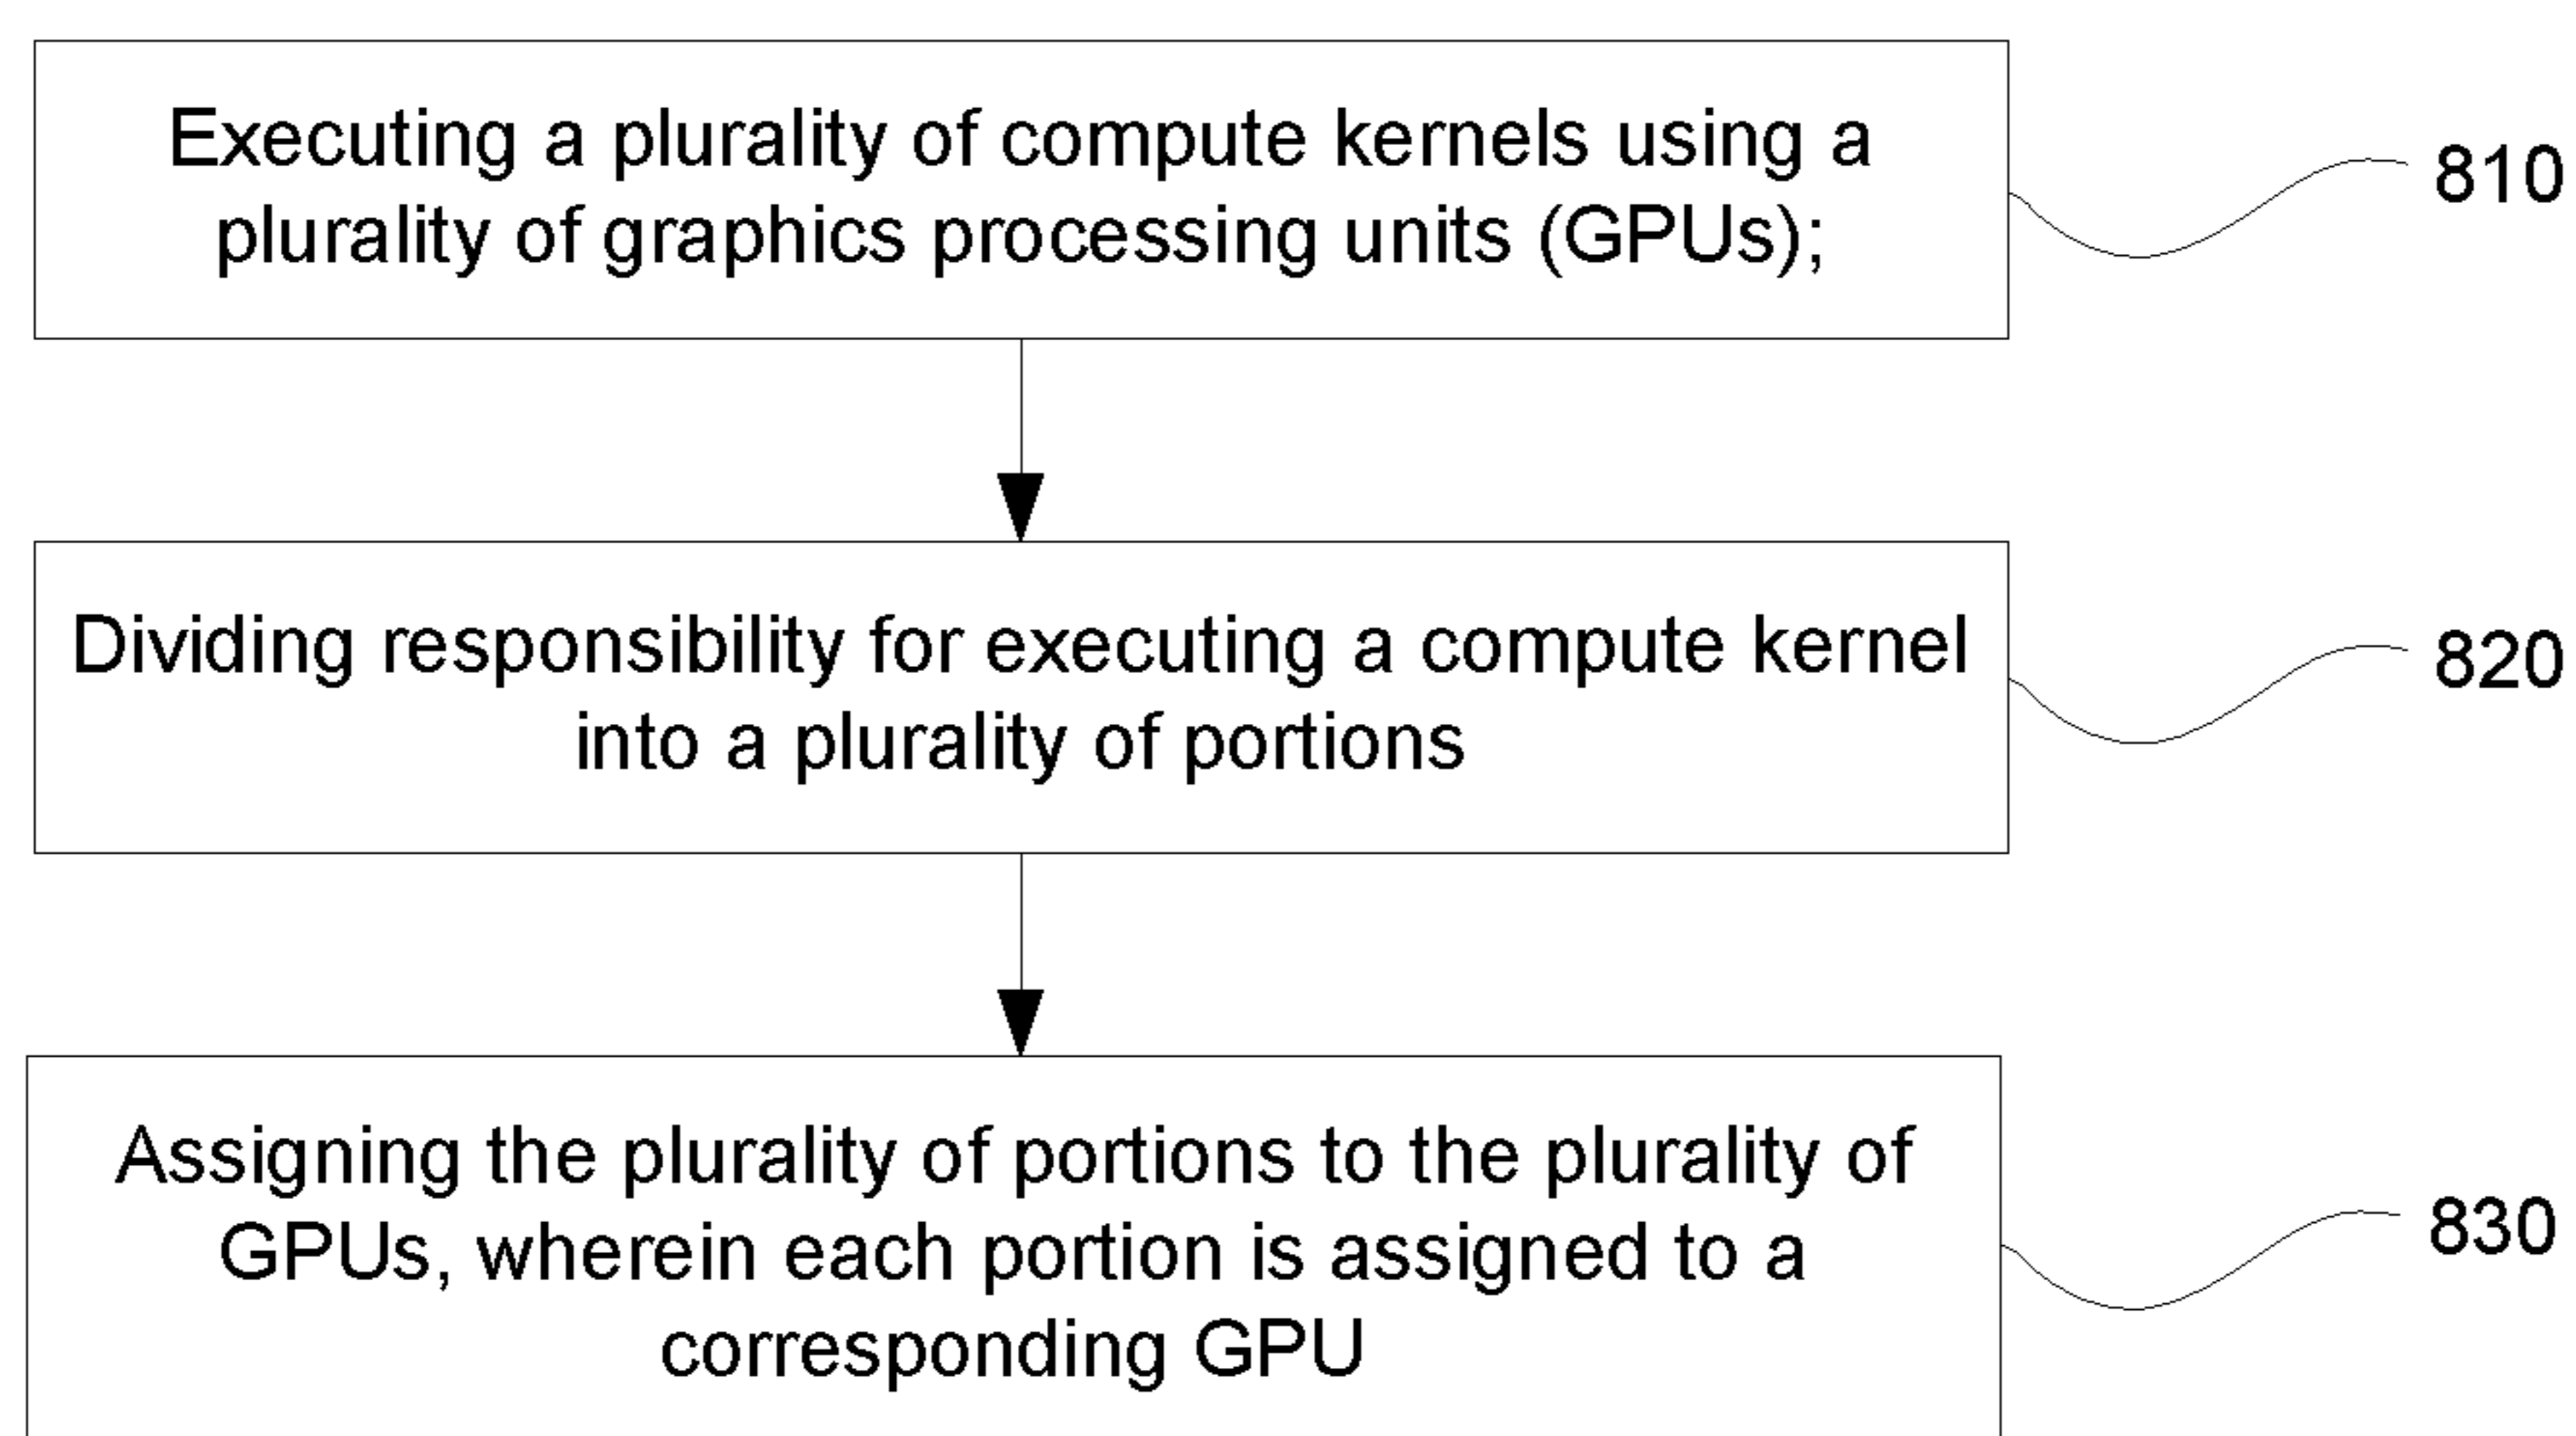 Executing a plurality of compute kernels using a
plurality of graphics processing units (GPUs);
810
Dividing responsibility for executing a compute kernel
into a plurality of portions
820
Assigning the plurality of portions to the plurality of
GPUs, wherein each portion is assigned to a
corresponding GPU
830